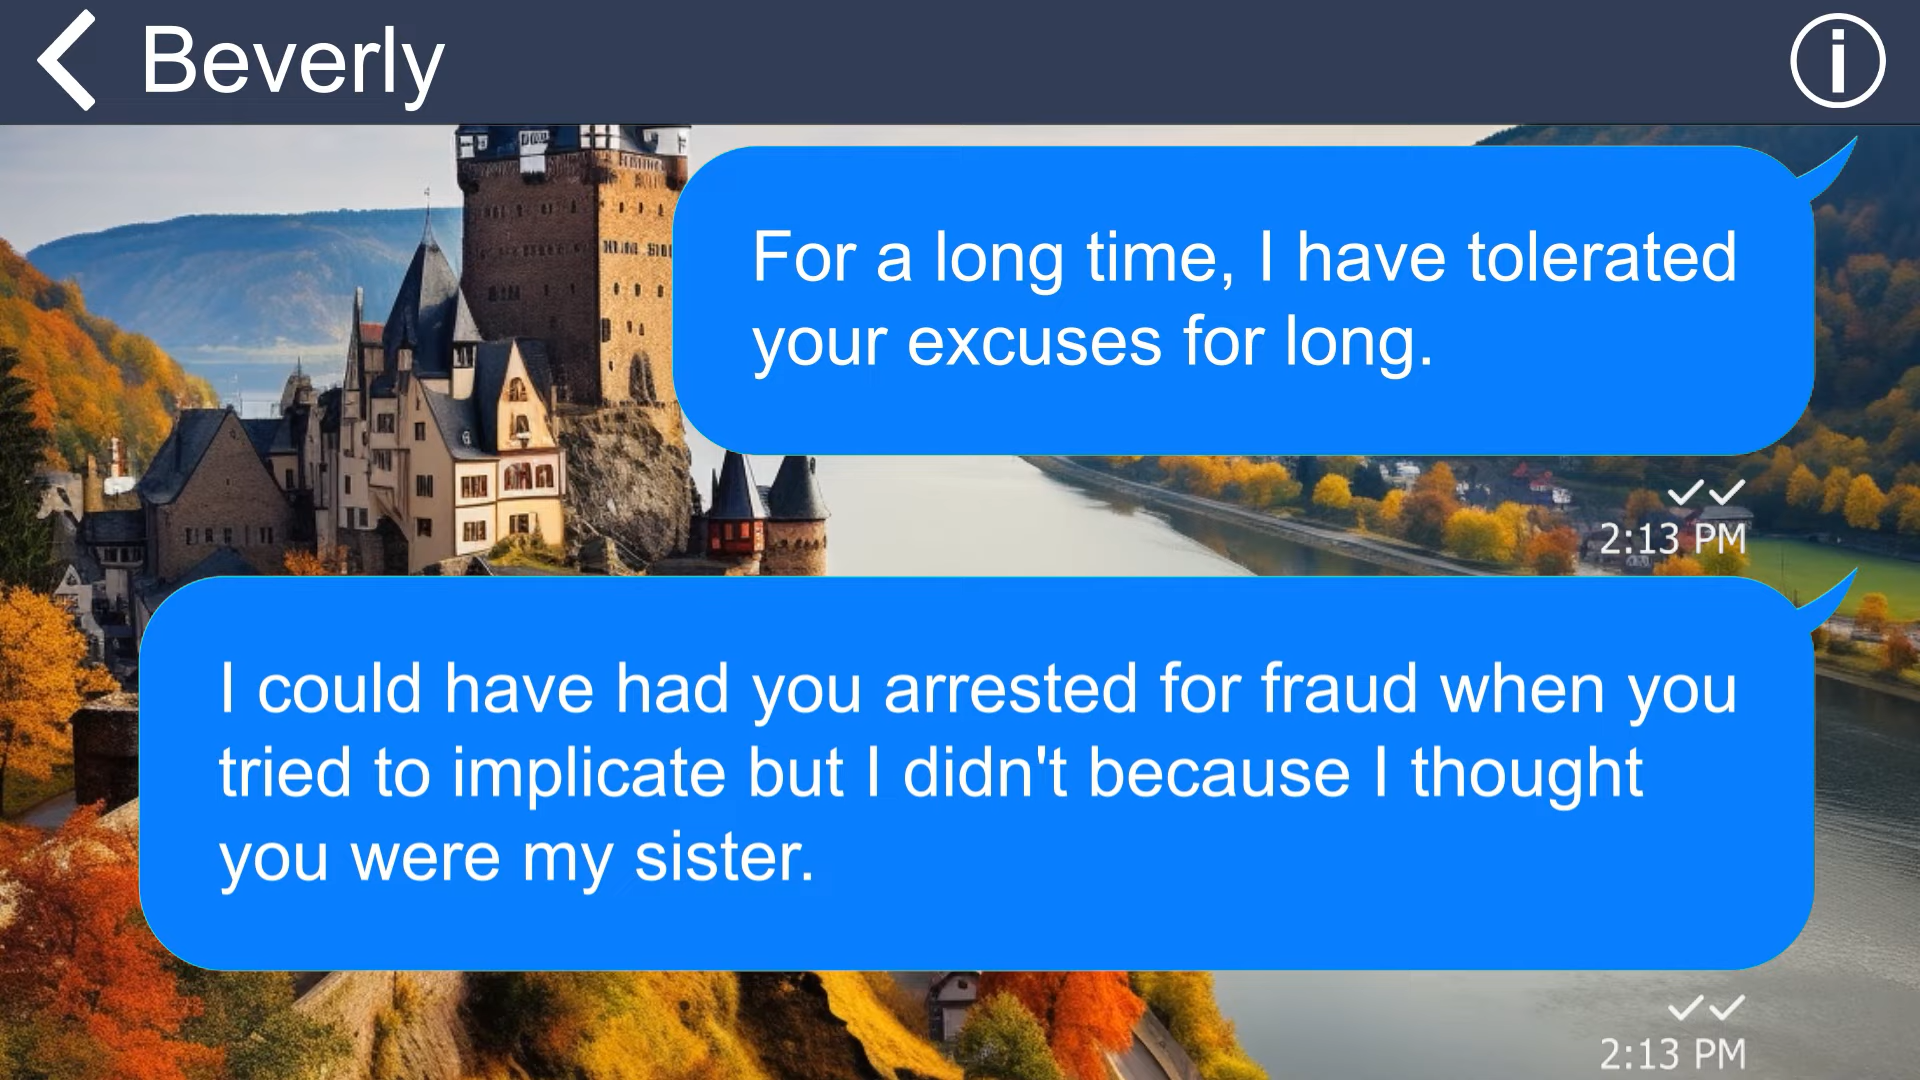 Beverly
For a long time, I have tolerated
your excuses for long.
2:13 PM
I could have had you arrested for fraud when you
tried to implicate but I didn't because I thought
you were my sister.
2:13 PM